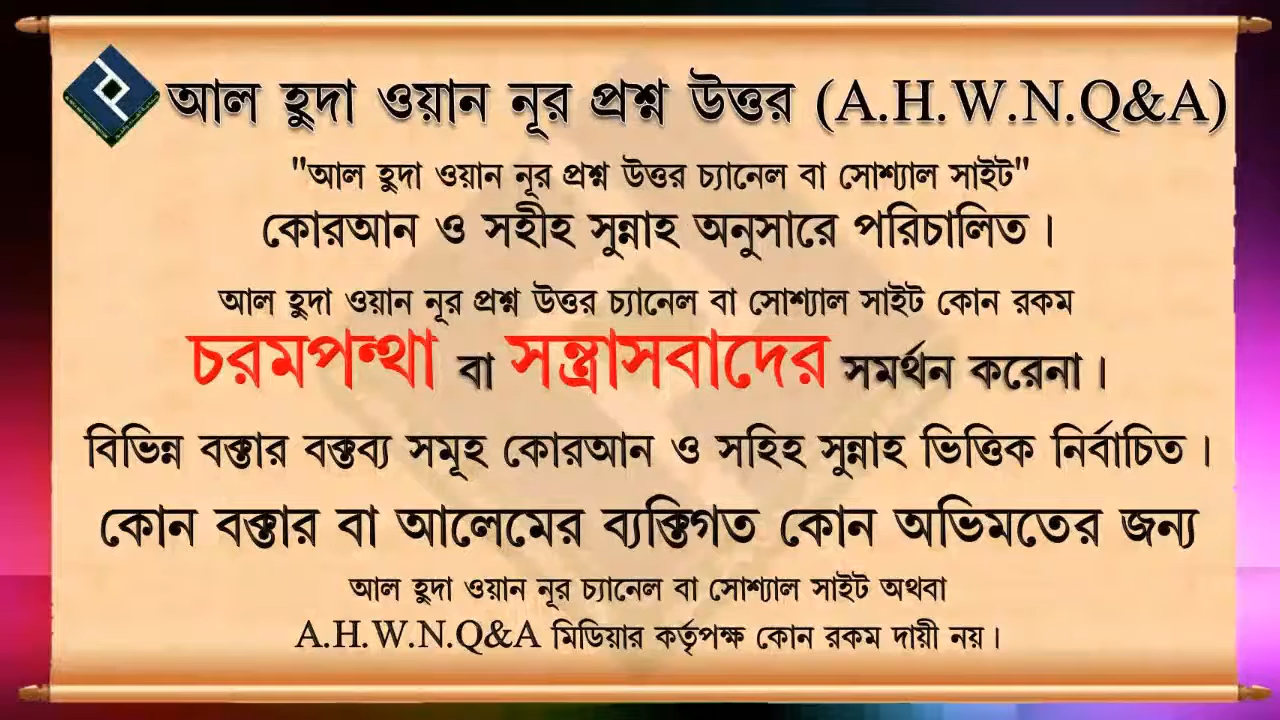 আল হুদা ওয়ান নূর প্রশ্ন উত্তর (A.H.W.N.Q&A)
"আল হুদা ওয়ান নূর প্রশ্ন উত্তর চ্যানেল বা সোশ্যাল সাইট"
কোরআন ও সহীহ সুন্নাহ অনুসারে পরিচালিত।
আল হুদা ওয়ান নূর প্রশ্ন উত্তর চ্যানেল বা সোশ্যাল সাইট কোন রকম
চরমপন্থা বা সন্ত্রাসবাদের সমর্থন করেনা।
বিভিন্ন বক্তার বক্তব্য সমূহ কোরআন ও সহিহ সুন্নাহ ভিত্তিক নির্বাচিত।
কোন বক্তার বা আলেমের ব্যক্তিগত কোন অভিমতের জন্য
আল হুদা ওয়ান নূর চ্যানেল বা সোশ্যাল সাইট অথবা
A.H.W.N.Q&A মিডিয়ার কর্তৃপক্ষ কোন রকম দায়ী নয়।